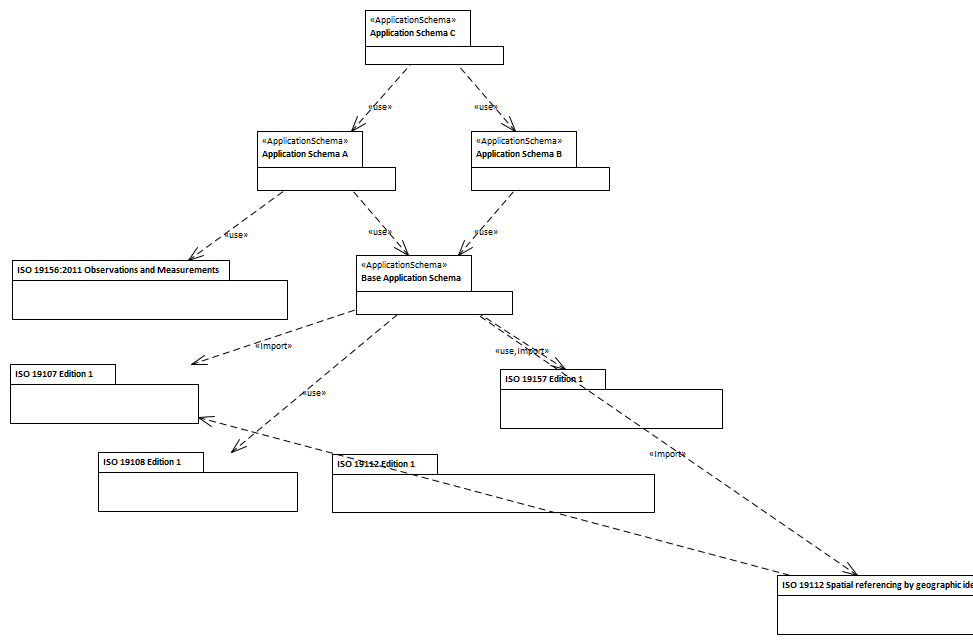 «ApplicationSchema»
Application Schema C
«use»
«use»
«ApplicationSchema»
Application Schema A
«ApplicationSchema»
Application Schema B
«use»
«use»
«use»
ISO 19156:2011 Observations and Measurements
«ApplicationSchema»
Base Application Schema
«Import»
«use,Import»
ISO 19107 Edition 1
ISO 19157 Edition 1
«use»
«Import»
ISO 19108 Edition 1
ISO 19112 Edition 1
ISO 19112 Spatial referencing by geographic ide